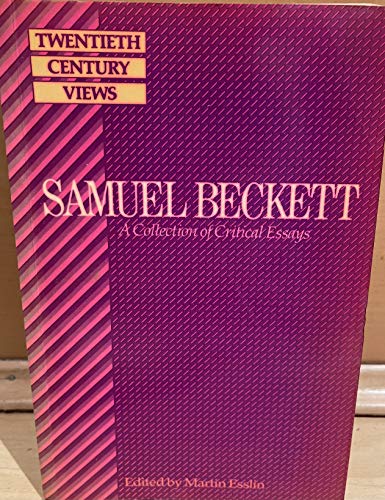 TWENTIETH
CENTURY
VIEWS
SAMUEL BECKETT
A Collection of Critical Essays
Edited by Martin Esslin